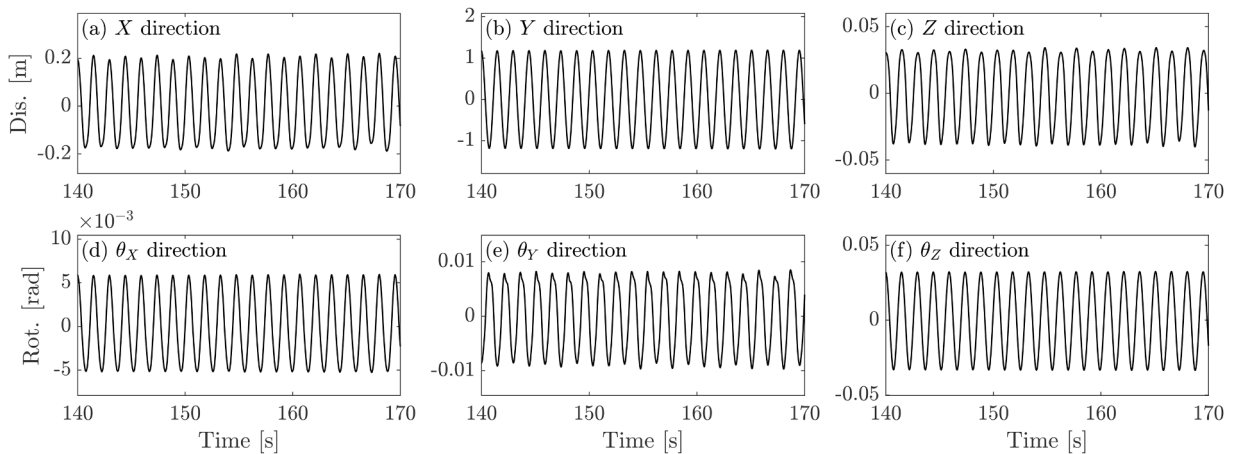 (a) X direction
0.2
0
-0.2
Dis. [m]
140 150 160 170
(b) Y direction
2
1
0
-1
140 150 160 170
(c) Z direction
0.05
0
-0.05
140 150 160 170
×10⁻³
(d) θ_X direction
10
5
0
-5
Rot. [rad]
140 150 160 170
Time [s]
(e) θ_Y direction
0.01
0
-0.01
140 150 160 170
Time [s]
(f) θ_Z direction
0.05
0
-0.05
140 150 160 170
Time [s]